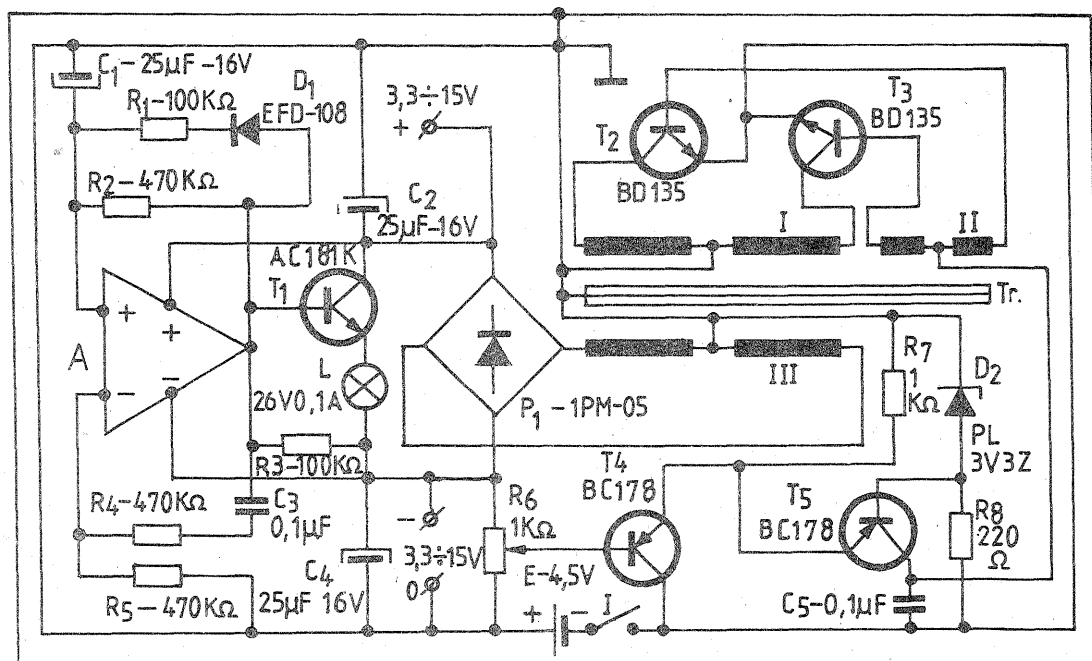 C1-25µF-16V
R1-100KΩ
D1
EFD-108
3,3÷15V
+
R2-470KΩ
C2
25µF-16V
T2
BD135
T3
BD135
I
II
Tr.
AC181K
T1
A
+
+
-
-
L
26V0,1A
P1-1PM-05
III
R7
1
KΩ
D2
PL
3V3Z
R3-100KΩ
R4-470KΩ
C3
0,1µF
R5-470KΩ
C4
25µF 16V
-
3,3÷15V
0
R6
1KΩ
T4
BC178
E-4,5V
+
-
I
T5
BC178
R8
220
Ω
C5-0,1µF